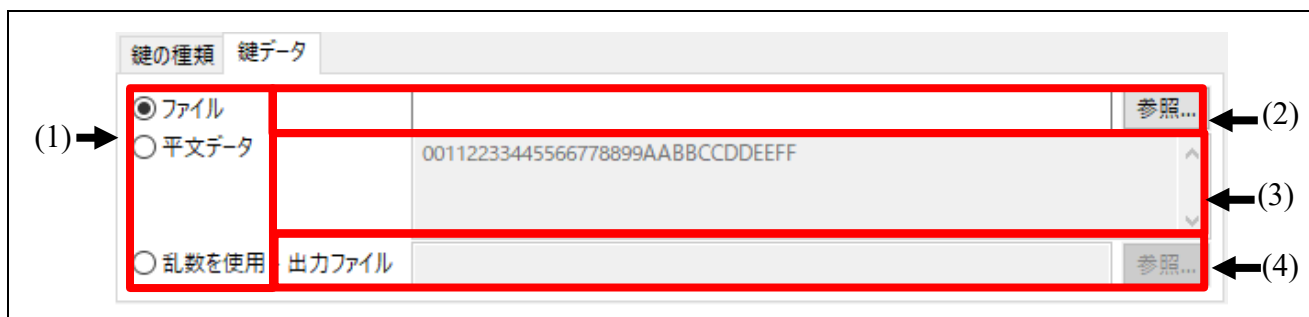 鍵の種類 鍵データ
ファイル 参照... (2)
(1) 平文データ 00112233445566778899AABBCCDDEEFF
(3)
乱数を使用 出力ファイル 参照... (4)